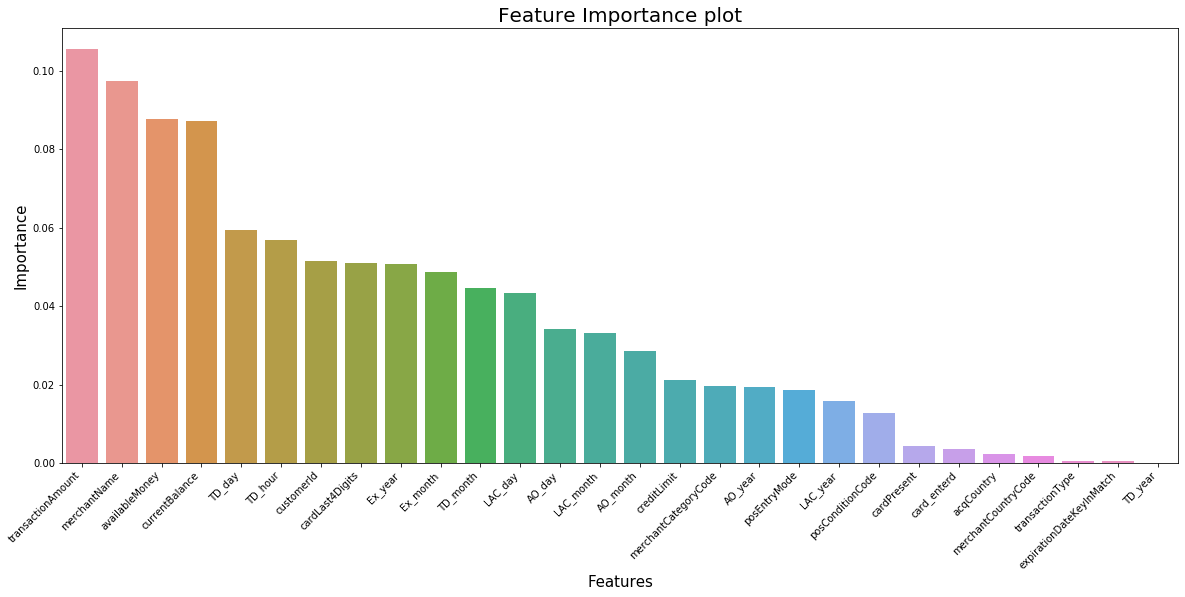 Feature Importance plot
Importance
0.10
0.08
0.06
0.04
0.02
0.00
transactionAmount
merchantName
availableMoney
currentBalance
TD_day
TD_hour
customerId
cardLast4Digits
Ex_year
Ex_month
TD_month
LAC_day
AO_day
LAC_month
AO_month
creditLimit
merchantCategoryCode
AO_year
posEntryMode
LAC_year
posConditionCode
cardPresent
card_enterd
acqCountry
merchantCountryCode
transactionType
expirationDateKeyInMatch
TD_year
Features